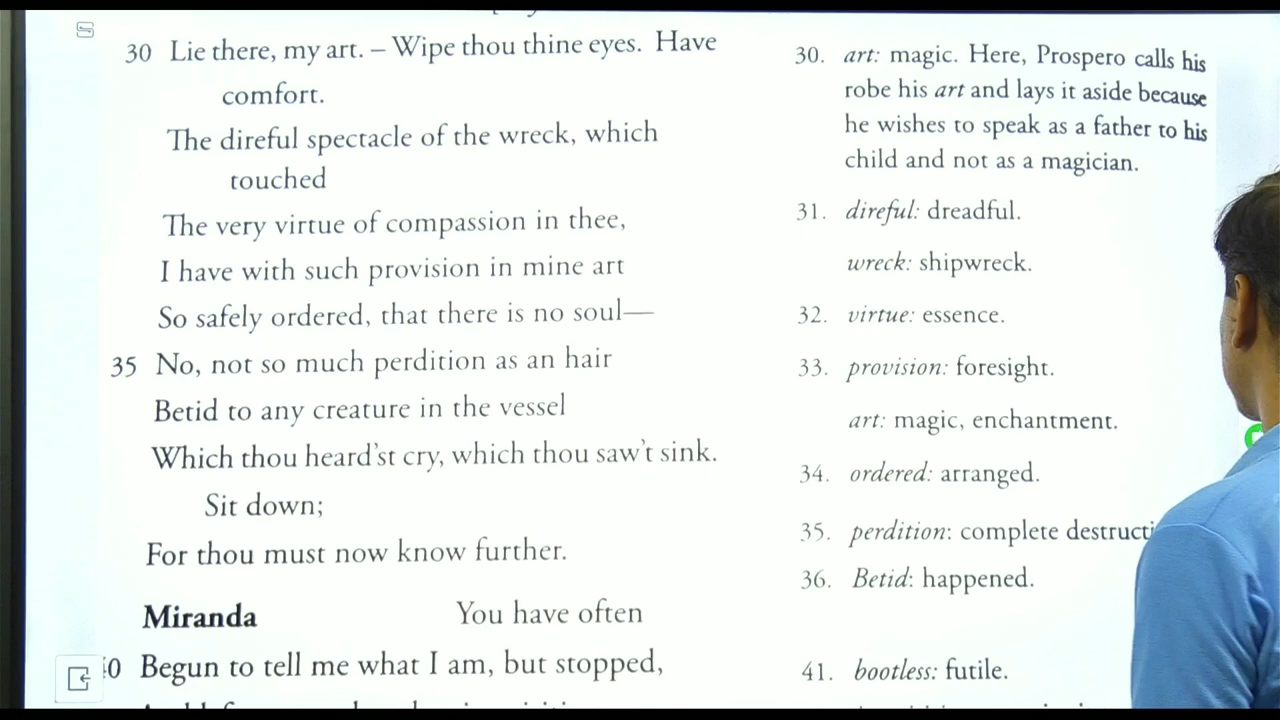 30 Lie there, my art. – Wipe thou thine eyes. Have
comfort.
The direful spectacle of the wreck, which
touched
The very virtue of compassion in thee,
I have with such provision in mine art
So safely ordered, that there is no soul—
35 No, not so much perdition as an hair
Betid to any creature in the vessel
Which thou heard'st cry, which thou saw't sink.
Sit down;
For thou must now know further.
Miranda You have often
Begun to tell me what I am, but stopped,
30. art: magic. Here, Prospero calls his
robe his art and lays it aside because
he wishes to speak as a father to his
child and not as a magician.
31. direful: dreadful.
wreck: shipwreck.
32. virtue: essence.
33. provision: foresight.
art: magic, enchantment.
34. ordered: arranged.
35. perdition: complete destructi
36. Betid: happened.
41. bootless: futile.